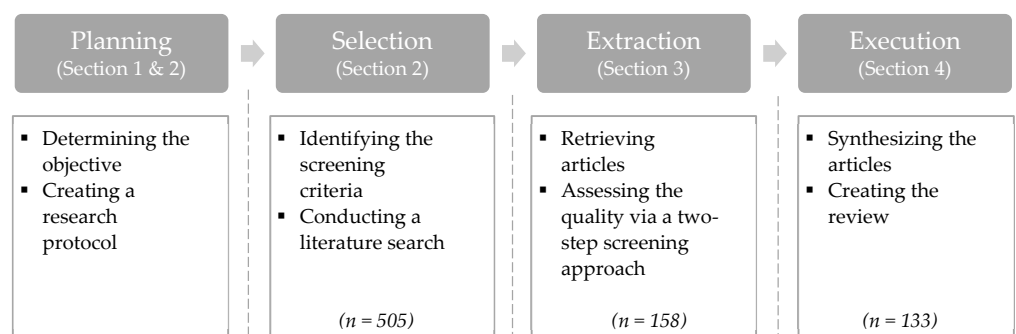 Planning
(Section 1 & 2)
Selection
(Section 2)
Extraction
(Section 3)
Execution
(Section 4)
▪ Determining the
objective
▪ Creating a
research
protocol
▪ Identifying the
screening
criteria
▪ Conducting a
literature search
(n = 505)
▪ Retrieving
articles
▪ Assessing the
quality via a two-
step screening
approach
(n = 158)
▪ Synthesizing the
articles
▪ Creating the
review
(n = 133)